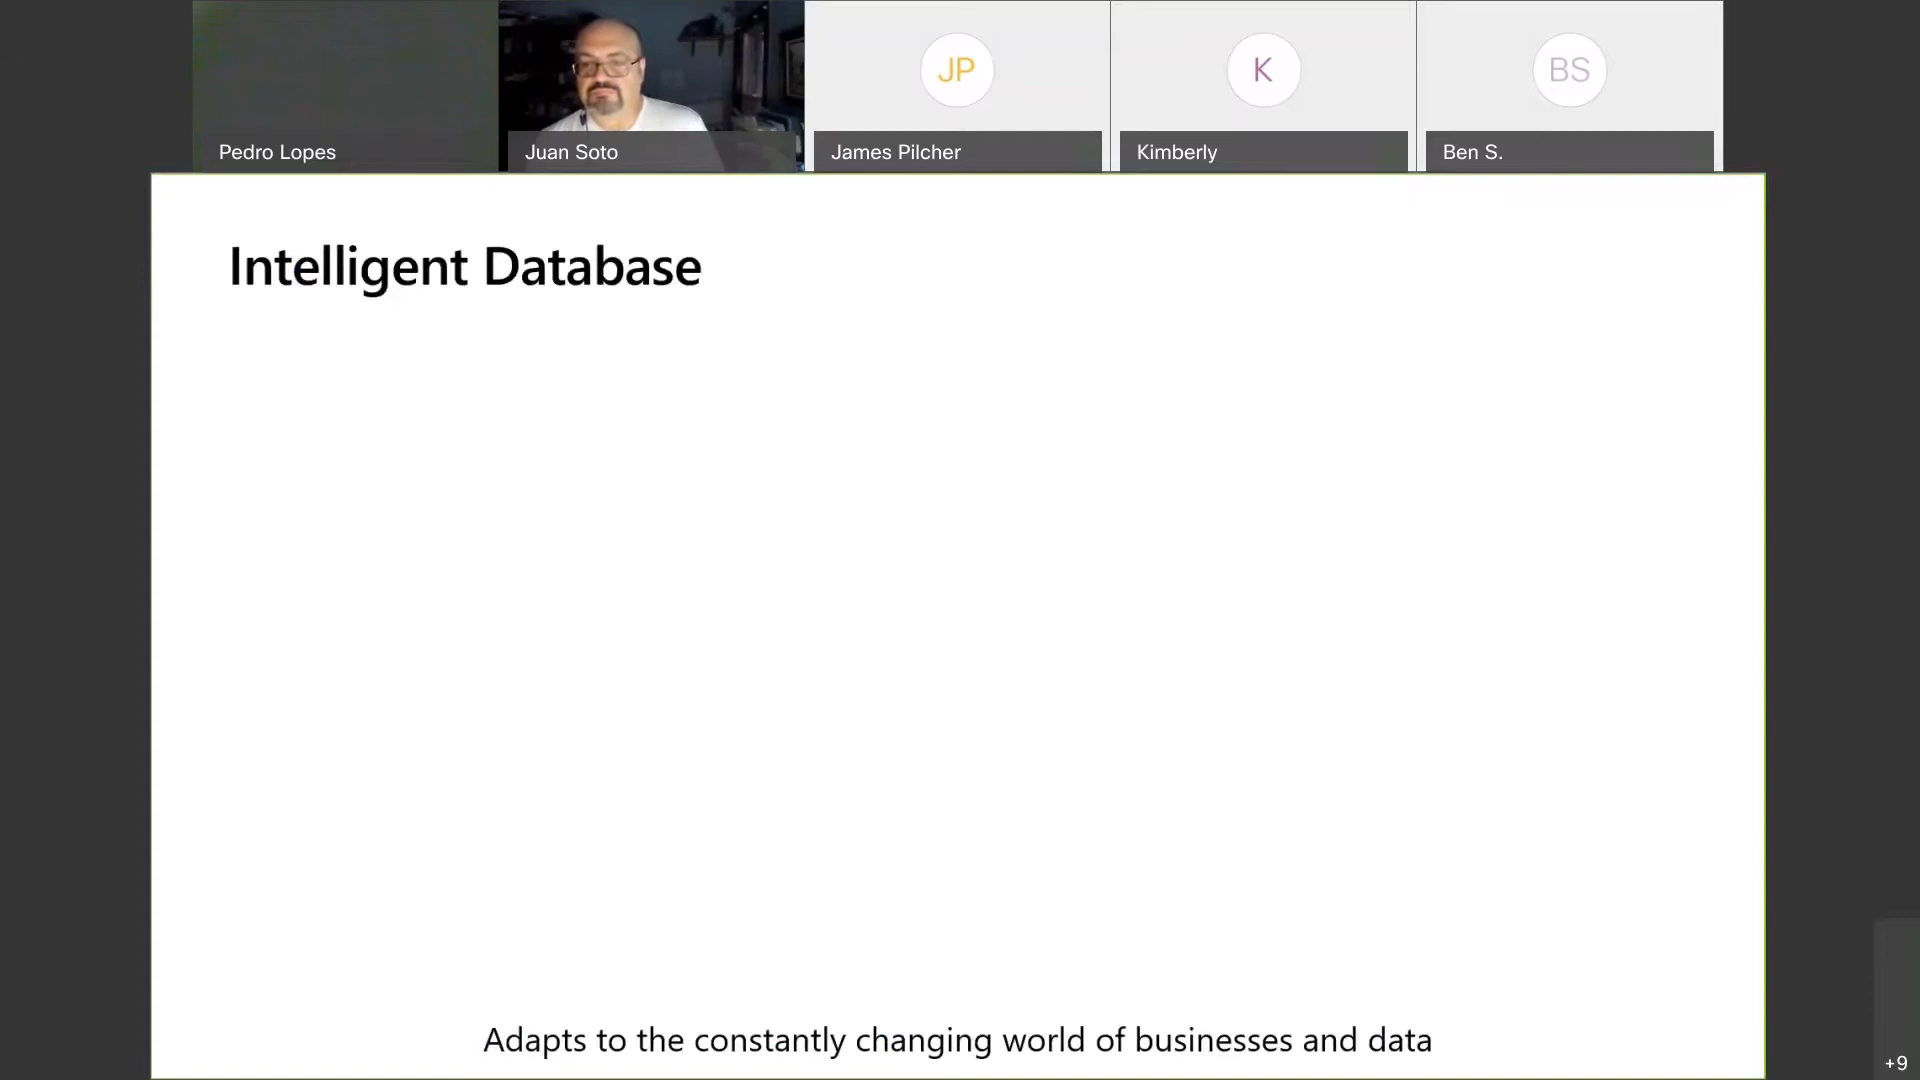 JP
K
BS
Pedro Lopes
Juan Soto
James Pilcher
Kimberly
Ben S.
Intelligent Database
Adapts to the constantly changing world of businesses and data
+9